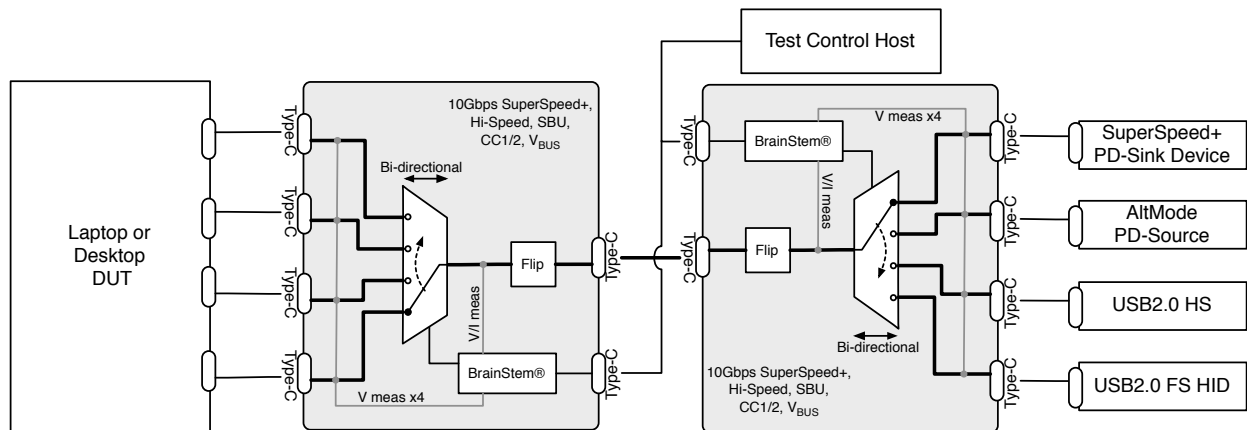 Test Control Host
Laptop or
Desktop
DUT
Type-C
Type-C
Type-C
Type-C
10Gbps SuperSpeed+,
Hi-Speed, SBU,
CC1/2, VBUS
Bi-directional
Flip
V/I meas
BrainStem®
V meas x4
Type-C
Type-C
Type-C
Type-C
BrainStem®
V meas x4
V/I meas
Flip
Bi-directional
10Gbps SuperSpeed+,
Hi-Speed, SBU,
CC1/2, VBUS
Type-C
Type-C
Type-C
Type-C
SuperSpeed+
PD-Sink Device
AltMode
PD-Source
USB2.0 HS
USB2.0 FS HID